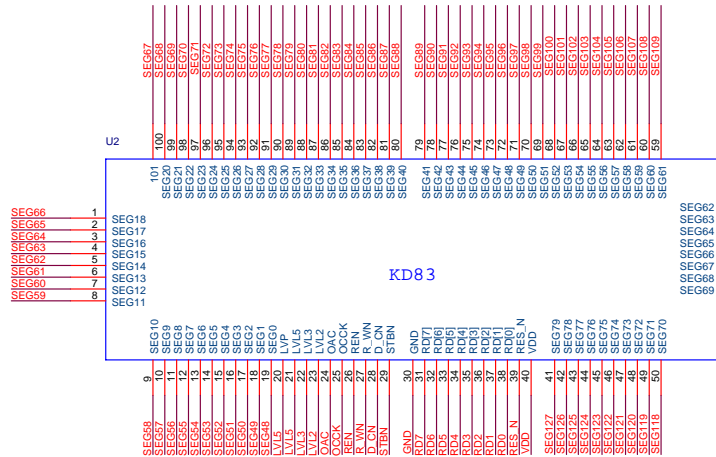 SEG67 SEG68 SEG69 SEG70 SEG71 SEG72 SEG73 SEG74 SEG75 SEG76 SEG77 SEG78 SEG79 SEG80 SEG81 SEG82 SEG83 SEG84 SEG85 SEG86 SEG87 SEG88 SEG89 SEG90 SEG91 SEG92 SEG93 SEG94 SEG95 SEG96 SEG97 SEG98 SEG99 SEG100 SEG101 SEG102 SEG103 SEG104 SEG105 SEG106 SEG107 SEG108 SEG109
U2
100 99 98 97 96 95 94 93 92 91 90 89 88 87 86 85 84 83 82 81 80 79 78 77 76 75 74 73 72 71 70 69 68 67 66 65 64 63 62 61 60 59
101 SEG20 SEG21 SEG22 SEG23 SEG24 SEG25 SEG26 SEG27 SEG28 SEG29 SEG30 SEG31 SEG32 SEG33 SEG34 SEG35 SEG36 SEG37 SEG38 SEG39 SEG40 SEG41 SEG42 SEG43 SEG44 SEG45 SEG46 SEG47 SEG48 SEG49 SEG50 SEG51 SEG52 SEG53 SEG54 SEG55 SEG56 SEG57 SEG58 SEG59 SEG60 SEG61
SEG66 1 SEG18 SEG62
SEG65 2 SEG17 SEG63
SEG64 3 SEG16 SEG64
SEG63 4 SEG15 SEG65
SEG62 5 SEG14 SEG66
SEG61 6 SEG13 SEG67
SEG60 7 SEG12 SEG68
SEG59 8 SEG11 SEG69
KD83
SEG10 SEG9 SEG8 SEG7 SEG6 SEG5 SEG4 SEG3 SEG2 SEG1 SEG0 LVP LVL5 LVL3 LVL2 OAC OCCK REN R_WN D_CN STBN GND RD[7] RD[6] RD[5] RD[4] RD[3] RD[2] RD[1] RD[0] RES_N VDD SEG79 SEG78 SEG77 SEG76 SEG75 SEG74 SEG73 SEG72 SEG71 SEG70
9 10 11 12 13 14 15 16 17 18 19 20 21 22 23 24 25 26 27 28 29 30 31 32 33 34 35 36 37 38 39 40 41 42 43 44 45 46 47 48 49 50
SEG58 SEG57 SEG56 SEG55 SEG54 SEG53 SEG52 SEG51 SEG50 SEG49 SEG48 LVL5 LVL5 LVL3 LVL2 OAC OCCK REN R_WN D_CN STBN GND RD7 RD6 RD5 RD4 RD3 RD2 RD1 RD0 RES_N VDD SEG127 SEG126 SEG125 SEG124 SEG123 SEG122 SEG121 SEG120 SEG119 SEG118